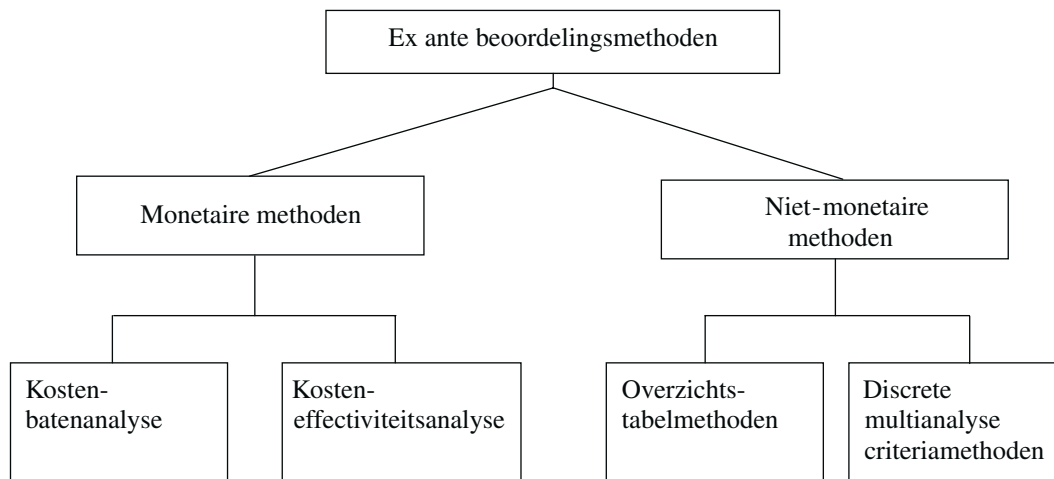 Ex ante beoordelingsmethoden
Monetaire methoden
Niet-monetaire
methoden
Kosten-
batenanalyse
Kosten-
effectiviteitsanalyse
Overzichts-
tabelmethoden
Discrete
multianalyse
criteriamethoden